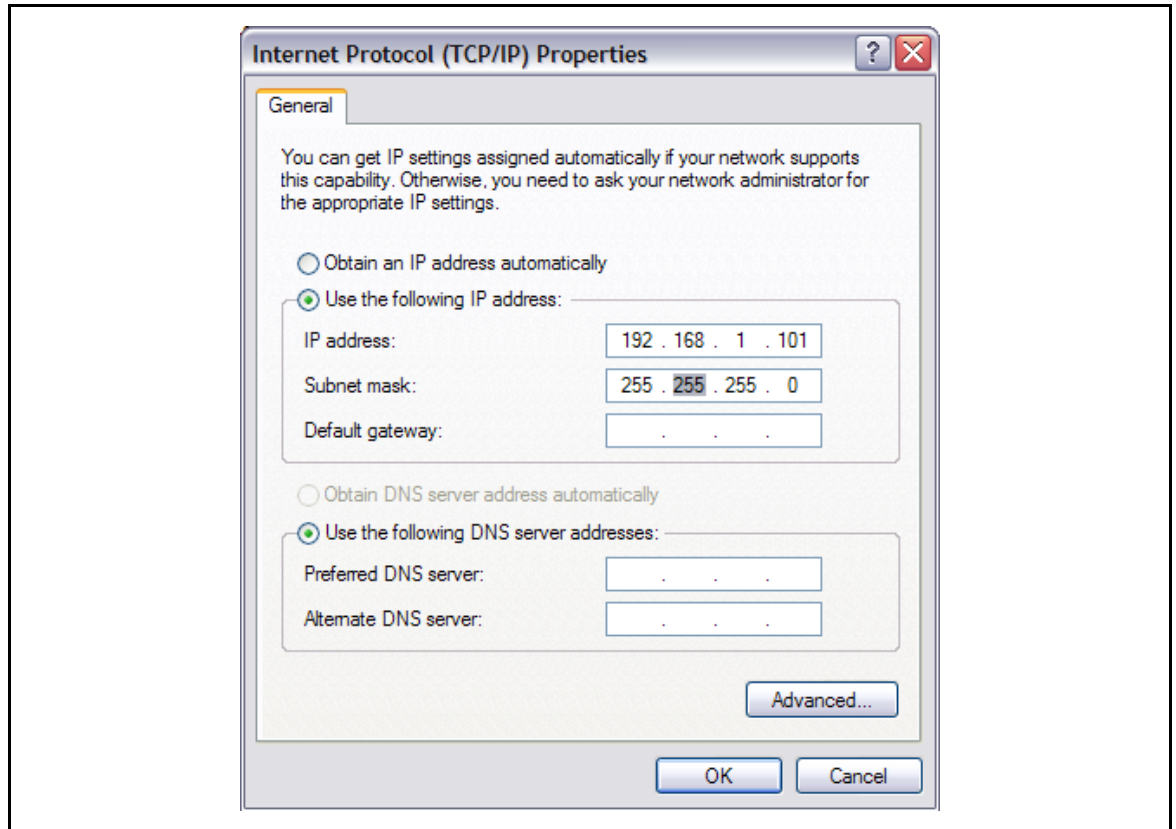 Internet Protocol (TCP/IP) Properties
?
General
You can get IP settings assigned automatically if your network supports
this capability. Otherwise, you need to ask your network administrator for
the appropriate IP settings.
Obtain an IP address automatically
Use the following IP address:
IP address: 192 . 168 . 1 . 101
Subnet mask: 255 . 255 . 255 . 0
Default gateway: . . .
Obtain DNS server address automatically
Use the following DNS server addresses:
Preferred DNS server: . . .
Alternate DNS server: . . .
Advanced...
OK Cancel